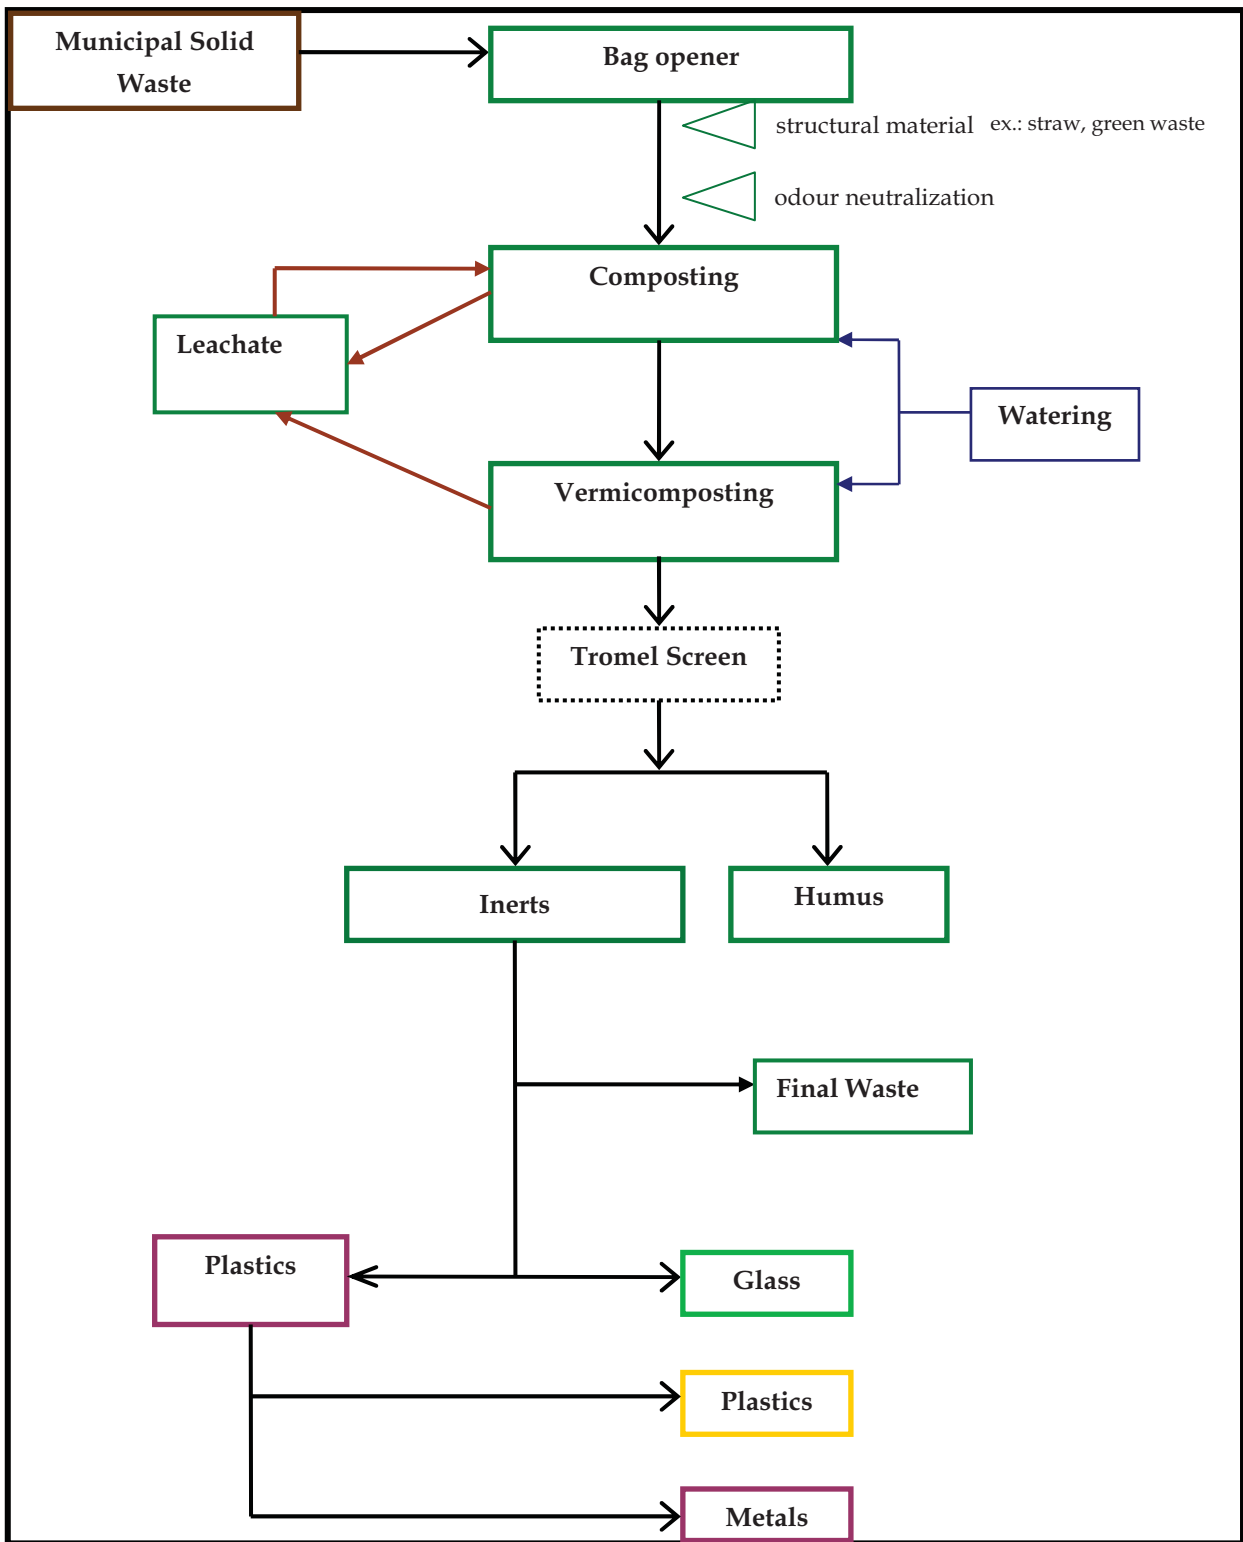 Municipal Solid
Waste
Bag opener
structural material ex.: straw, green waste
odour neutralization
Composting
Leachate
Watering
Vermicomposting
Tromel Screen
Inerts
Humus
Final Waste
Plastics
Glass
Plastics
Metals